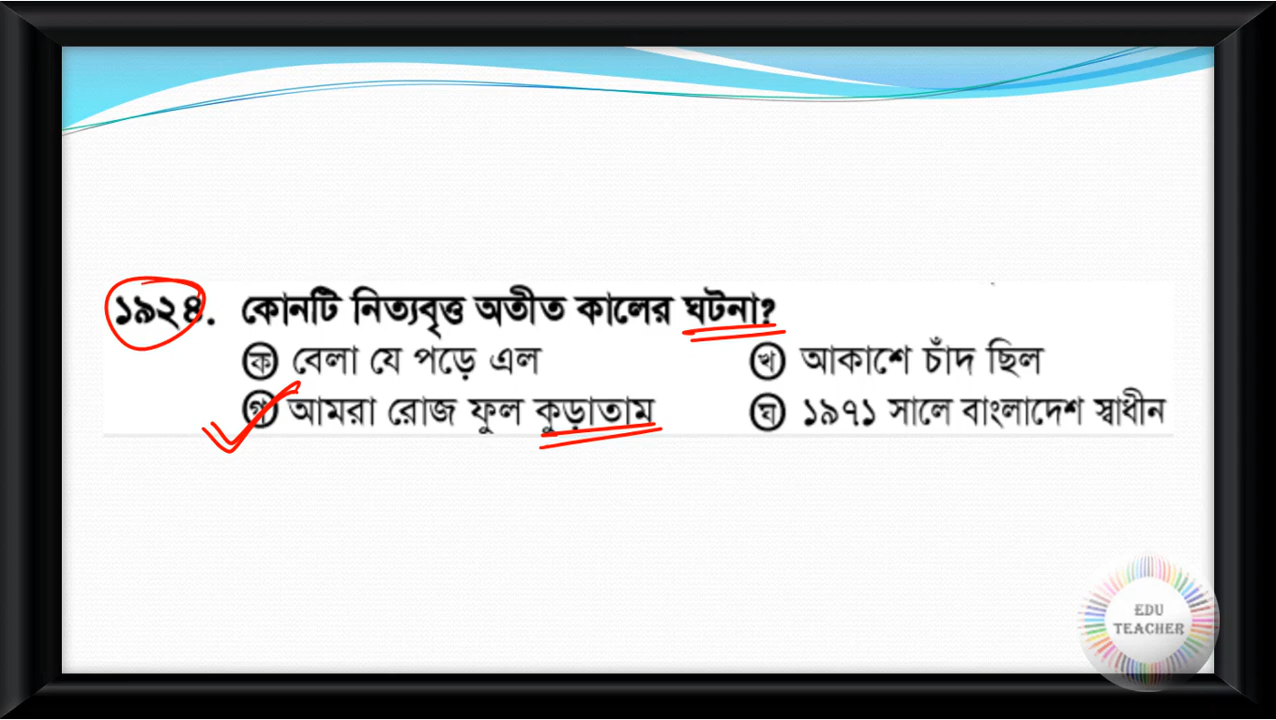 ১৯২৪. কোনটি নিত্যবৃত্ত অতীত কালের ঘটনা?
ক বেলা যে পড়ে এল খ আকাশে চাঁদ ছিল
গ আমরা রোজ ফুল কুড়াতাম ঘ ১৯৭১ সালে বাংলাদেশ স্বাধীন
EDU
TEACHER